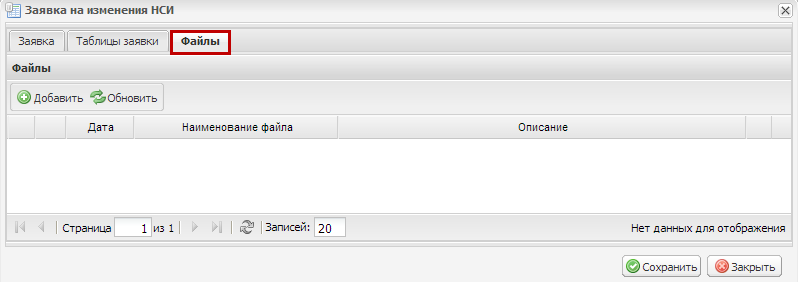 Заявка на изменения НСИ
Заявка Таблицы заявки Файлы
Файлы
Добавить Обновить
Дата Наименование файла Описание
Страница 1 из 1 Записей: 20 Нет данных для отображения
Сохранить Закрыть